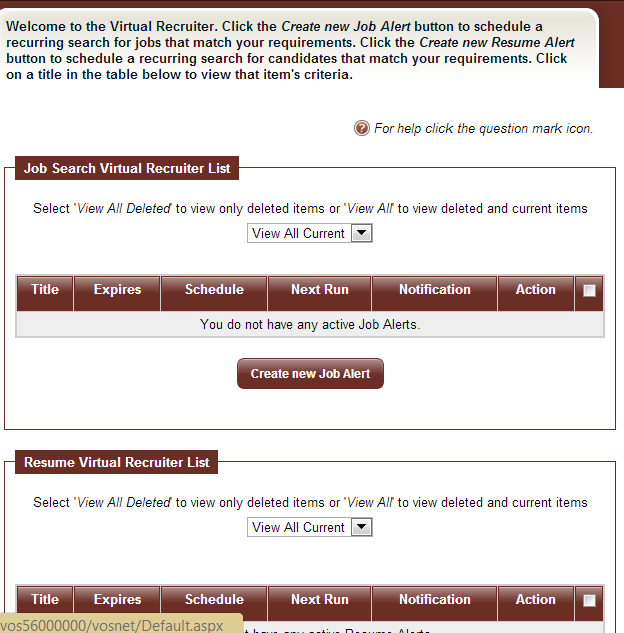 Welcome to the Virtual Recruiter. Click the Create new Job Alert button to schedule a
recurring search for jobs that match your requirements. Click the Create new Resume Alert
button to schedule a recurring search for candidates that match your requirements. Click
on a title in the table below to view that item's criteria.
For help click the question mark icon.
Job Search Virtual Recruiter List
Select 'View All Deleted' to view only deleted items or 'View All' to view deleted and current items
View All Current
Title Expires Schedule Next Run Notification Action
You do not have any active Job Alerts.
Create new Job Alert
Resume Virtual Recruiter List
Select 'View All Deleted' to view only deleted items or 'View All' to view deleted and current items
View All Current
Title Expires Schedule Next Run Notification Action
vos56000000/vosnet/Default.aspx
t have any active Resume Alerts.